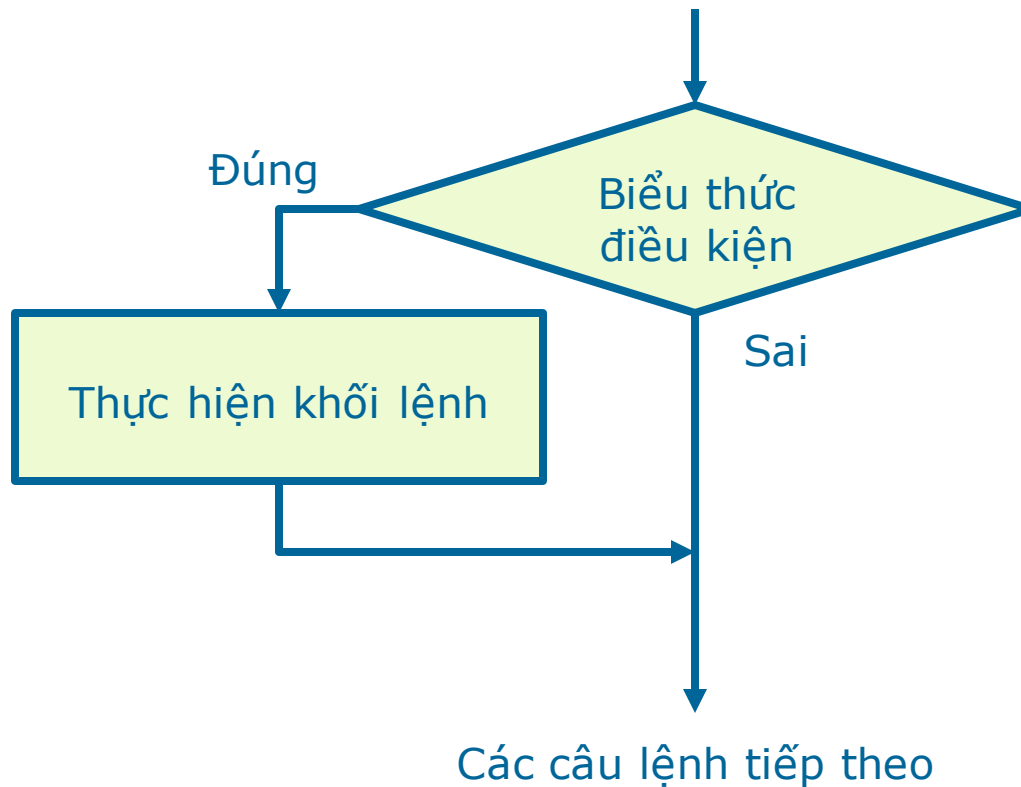 Đúng
Biểu thức
điều kiện
Sai
Thực hiện khối lệnh
Các câu lệnh tiếp theo